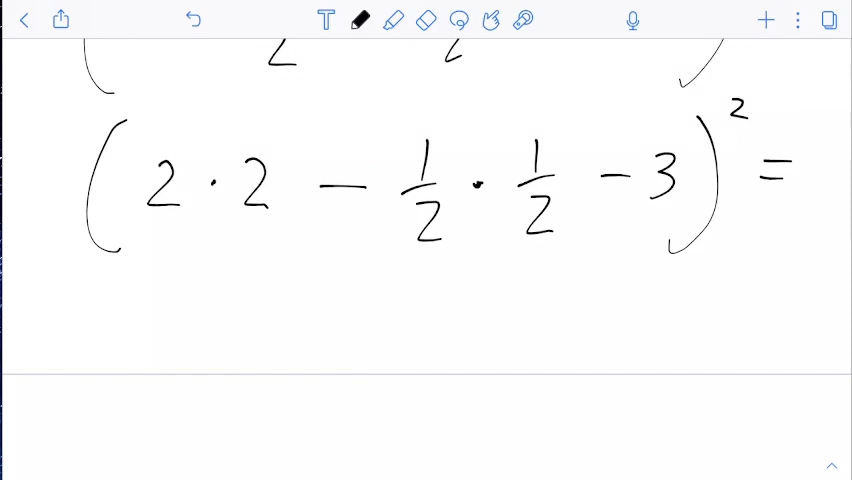 ( 2 · 2 − 1/2 · 1/2 − 3 )² =